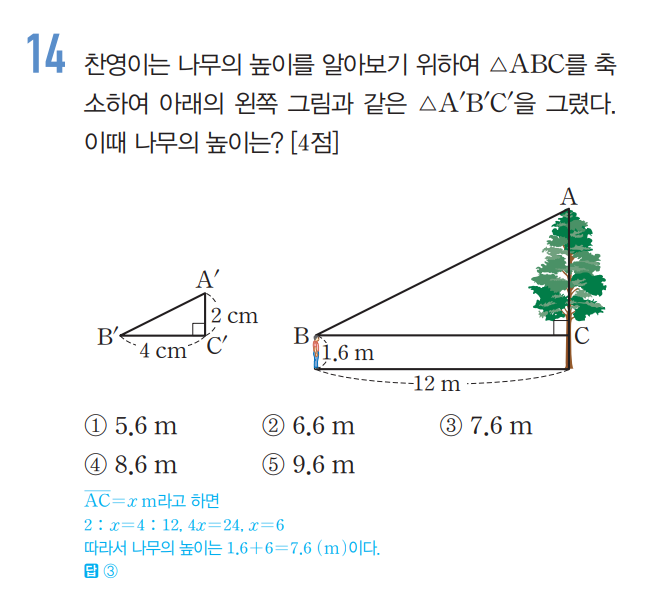 14
찬영이는 나무의 높이를 알아보기 위하여 △ABC를 축
소하여 아래의 왼쪽 그림과 같은 △A′B′C′을 그렸다.
이때 나무의 높이는? [4점]
A
A′
2 cm
B′
4 cm
C′
B
C
1.6 m
12 m
① 5.6 m
② 6.6 m
③ 7.6 m
④ 8.6 m
⑤ 9.6 m
AC=x m라고 하면
2 : x=4 : 12, 4x=24, x=6
따라서 나무의 높이는 1.6+6=7.6 (m)이다.
답 ③